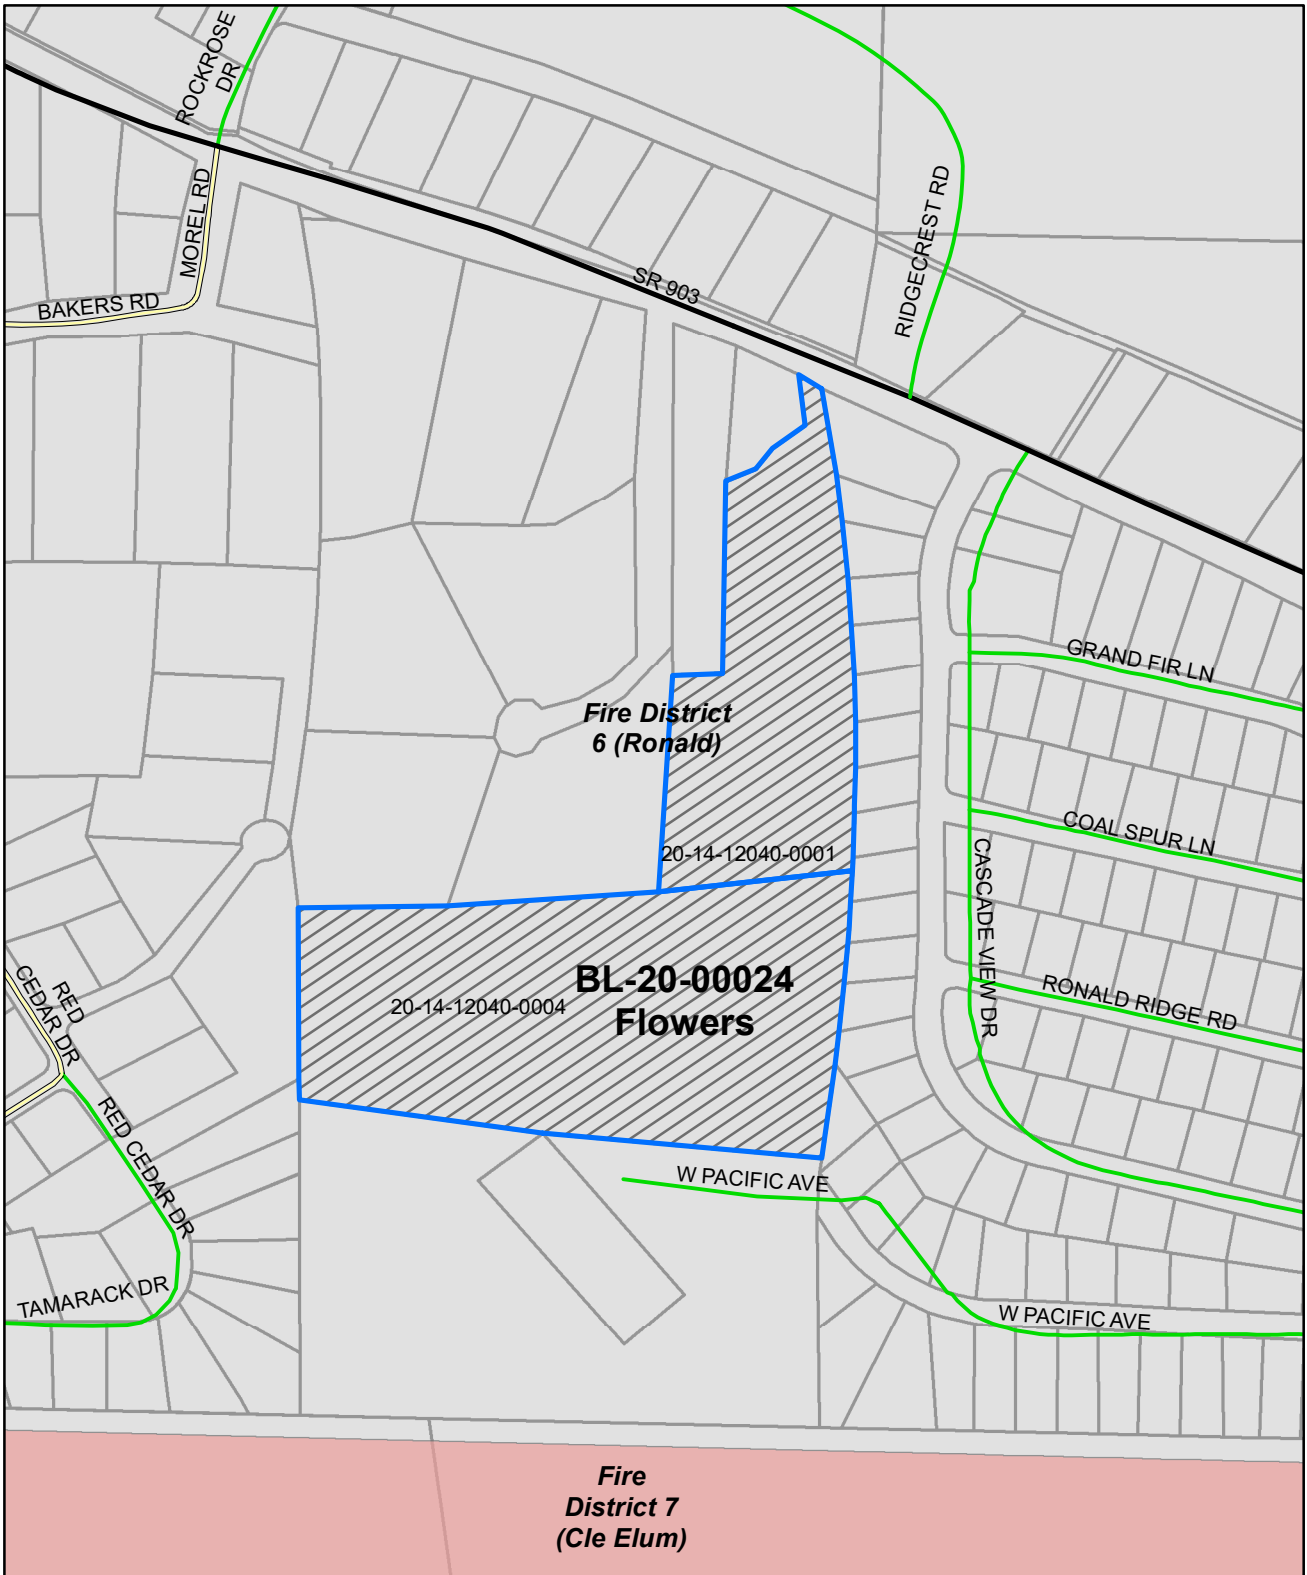 ROCKROSE
DR
MOREL RD
BAKERS RD
SR 903
RIDGECREST RD
GRAND FIR LN
Fire District
6 (Ronald)
COAL SPUR LN
20-14-12040-0001
CASCADE VIEW DR
BL-20-00024
Flowers
20-14-12040-0004
RONALD RIDGE RD
RED
CEDAR DR
RED CEDAR DR
W PACIFIC AVE
TAMARACK DR
W PACIFIC AVE
Fire
District 7
(Cle Elum)